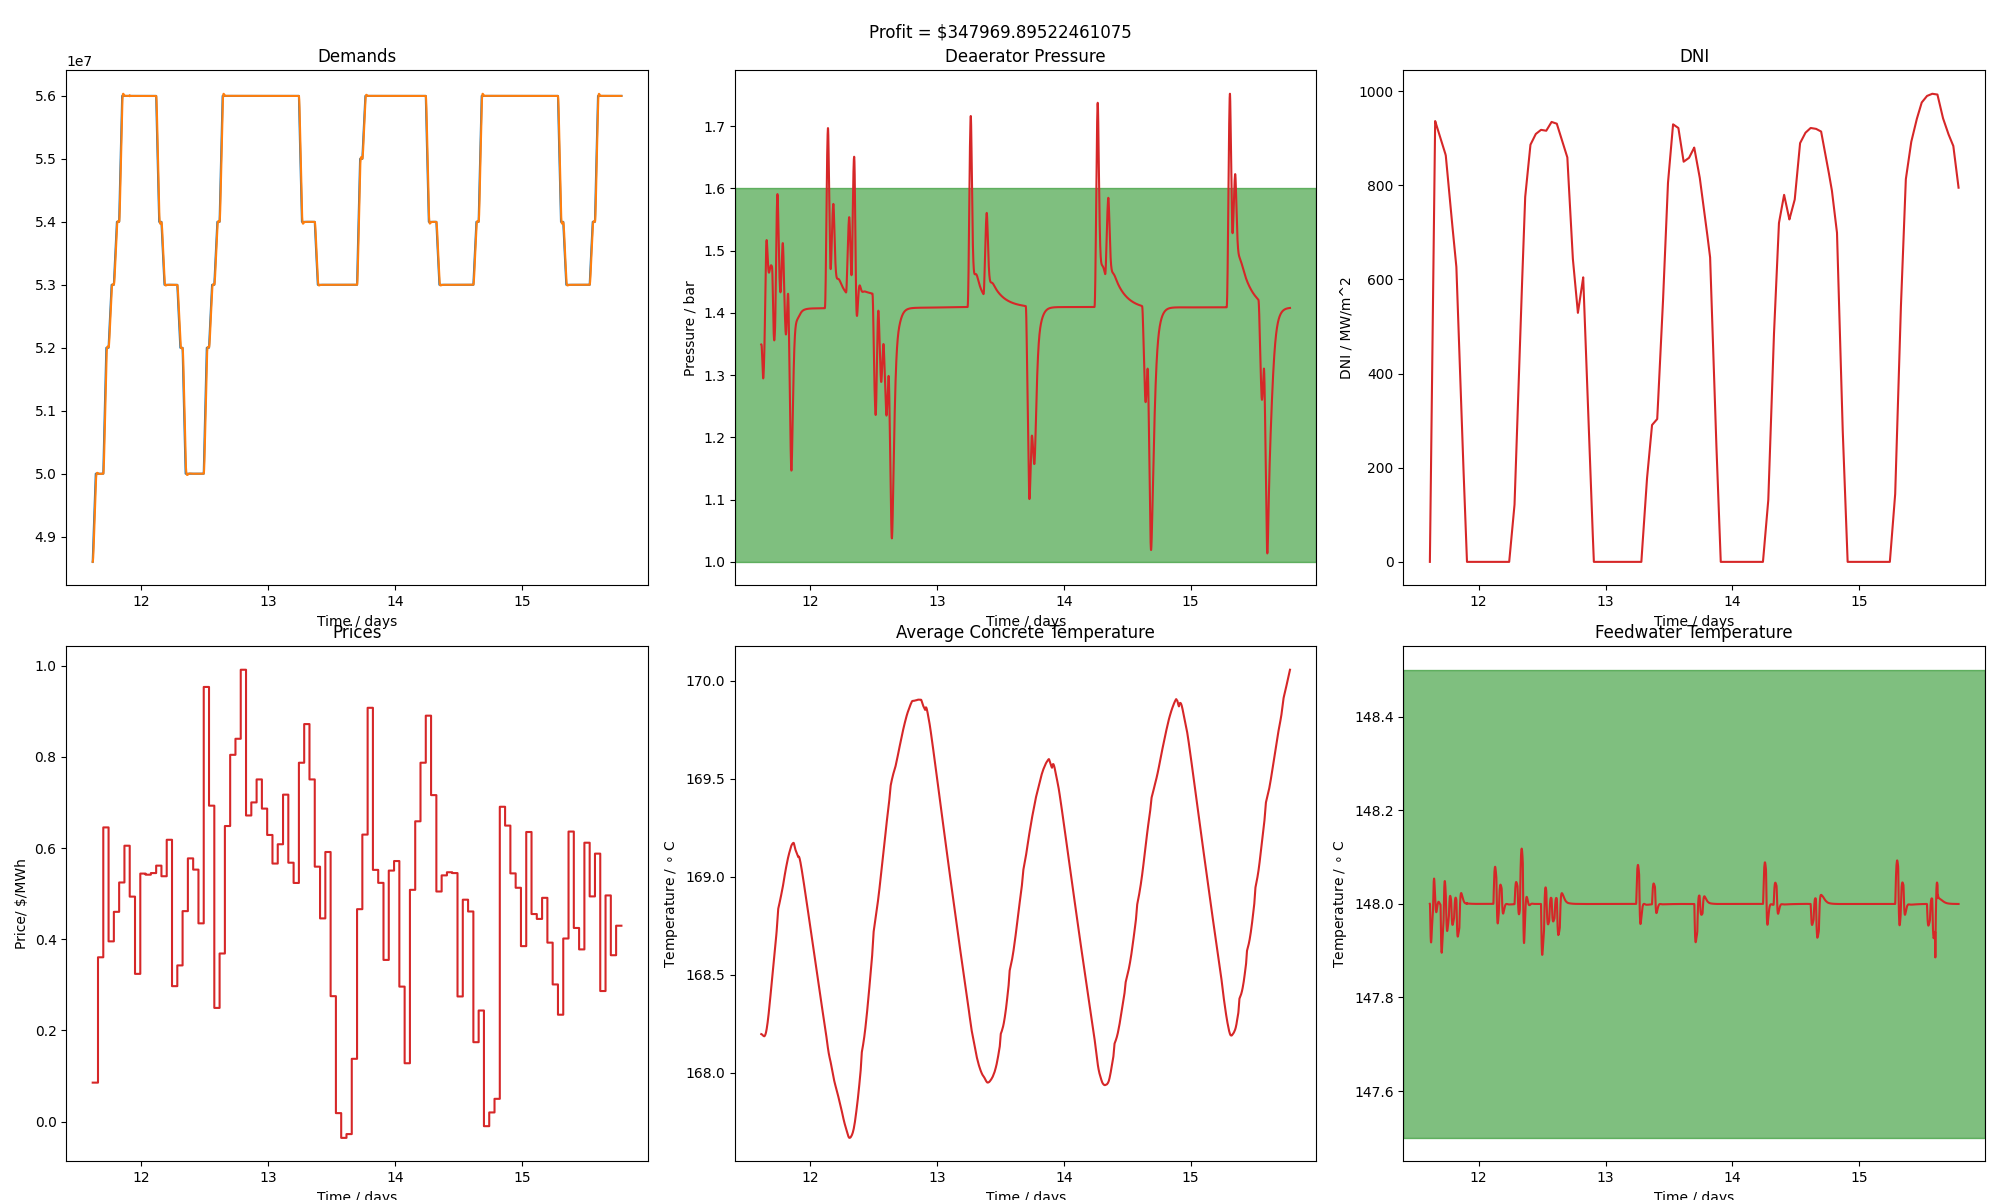 Profit = $347969.89522461075
Demands
1e7
5.6
5.5
5.4
5.3
5.2
5.1
5.0
4.9
12 13 14 15
Time / days
Deaerator Pressure
Pressure / bar
1.7
1.6
1.5
1.4
1.3
1.2
1.1
1.0
12 13 14 15
Time / days
DNI
DNI / MW/m^2
1000
800
600
400
200
0
12 13 14 15
Time / days
Prices
Price/ $/MWh
1.0
0.8
0.6
0.4
0.2
0.0
12 13 14 15
Time / days
Average Concrete Temperature
Temperature / ∘ C
170.0
169.5
169.0
168.5
168.0
12 13 14 15
Time / days
Feedwater Temperature
Temperature / ∘ C
148.4
148.2
148.0
147.8
147.6
12 13 14 15
Time / days